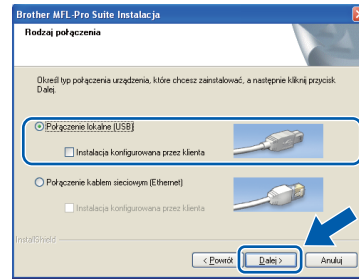 Brother MFL-Pro Suite Instalacja
Rodzaj połączenia
Określ typ połączenia urządzenia, które chcesz zainstalować, a następnie kliknij przycisk
Dalej.
Połączenie lokalne (USB)
Instalacja konfigurowana przez klienta
Połączenie kablem sieciowym (Ethernet)
Instalacja konfigurowana przez klienta
InstallShield
< Powrót
Dalej >
Anuluj